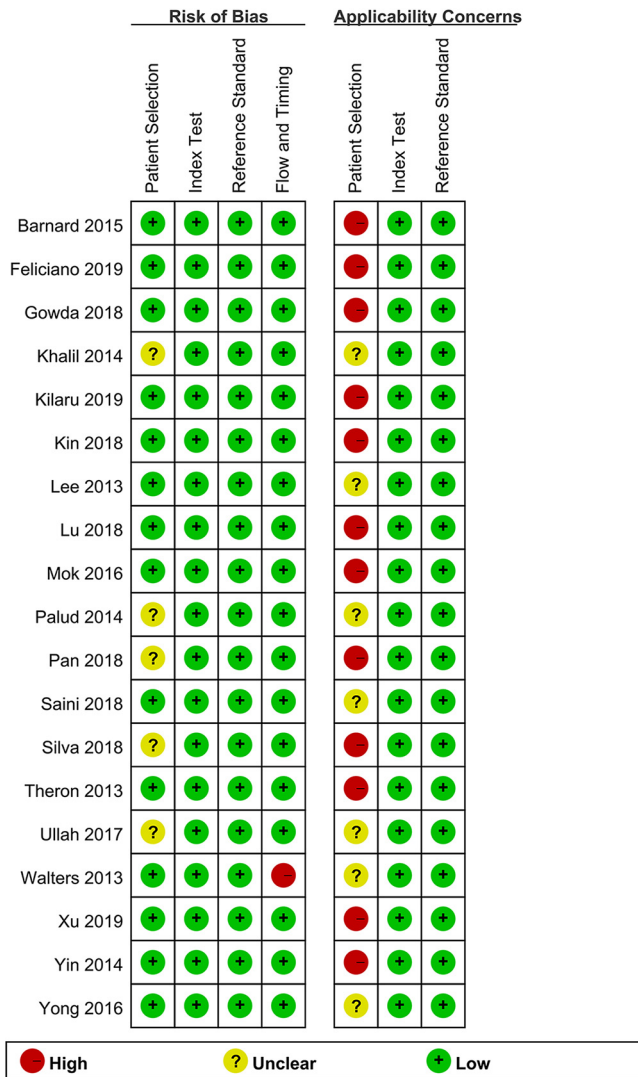 Risk of Bias Applicability Concerns
Patient Selection
Index Test
Reference Standard
Flow and Timing
Patient Selection
Index Test
Reference Standard
Barnard 2015 + + + + - + +
Feliciano 2019 + + + + - + +
Gowda 2018 + + + + - + +
Khalil 2014 ? + + + ? + +
Kilaru 2019 + + + + - + +
Kin 2018 + + + + - + +
Lee 2013 + + + + ? + +
Lu 2018 + + + + - + +
Mok 2016 + + + + - + +
Palud 2014 ? + + + ? + +
Pan 2018 ? + + + - + +
Saini 2018 + + + + ? + +
Silva 2018 ? + + + - + +
Theron 2013 + + + + - + +
Ullah 2017 ? + + + ? + +
Walters 2013 + + + - ? + +
Xu 2019 + + + + - + +
Yin 2014 + + + + - + +
Yong 2016 + + + + ? + +
- High ? Unclear + Low